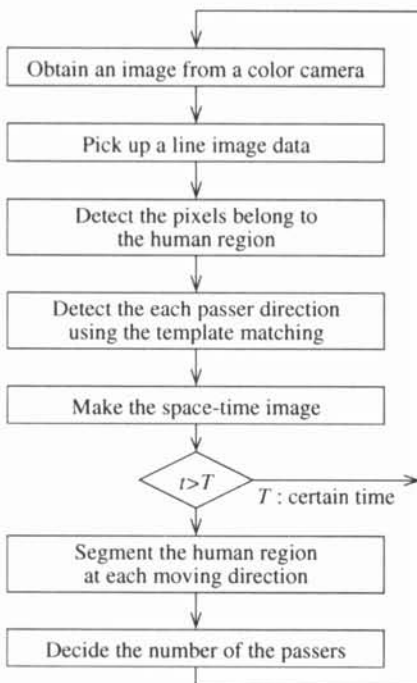 Obtain an image from a color camera
Pick up a line image data
Detect the pixels belong to
the human region
Detect the each passer direction
using the template matching
Make the space-time image
t>T
T : certain time
Segment the human region
at each moving direction
Decide the number of the passers